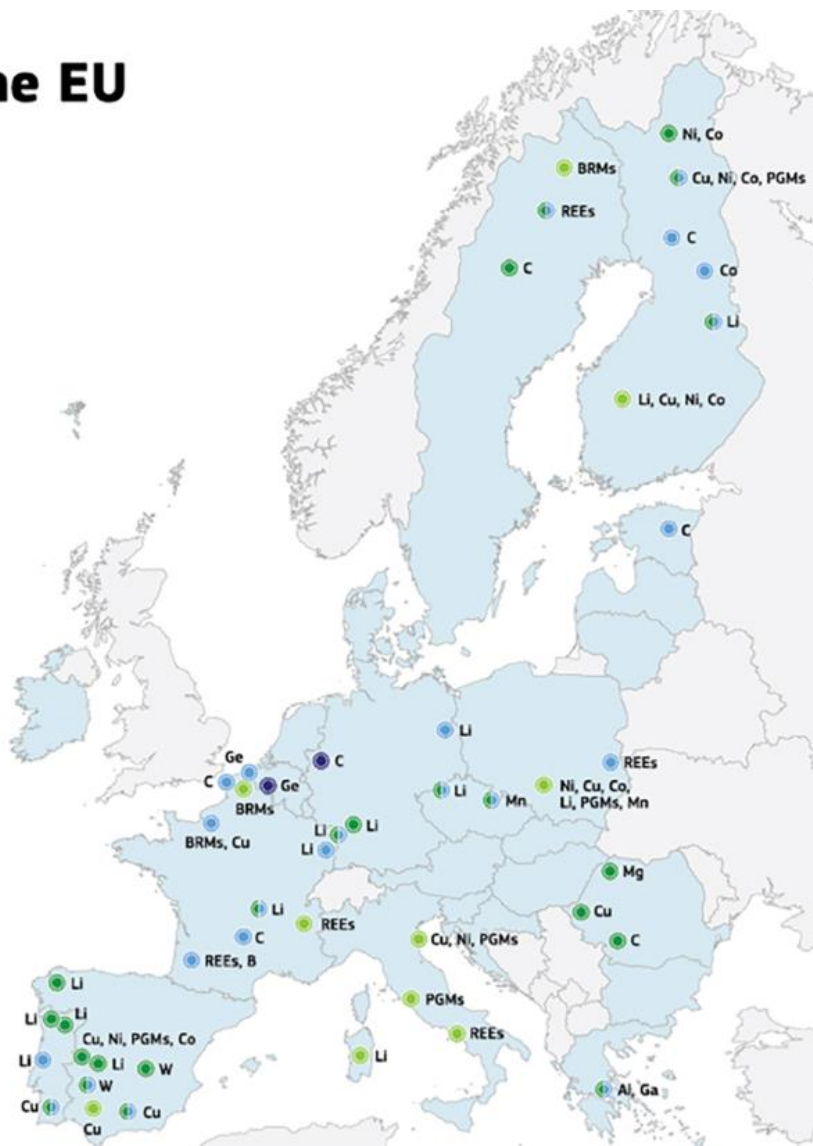 ne EU
Ni, Co
BRMs
Cu, Ni, Co, PGMs
REEs
C
C
Co
Li
Li, Cu, Ni, Co
C
Li
Ge
C
REEs
C
Ge
Li
Ni, Cu, Co,
Li, PGMs, Mn
Mn
BRMs
Li
Li
BRMs, Cu
Li
Mg
Li
Cu
REEs
C
Cu, Ni, PGMs
C
REEs, B
Li
PGMs
Li
Li
REEs
Cu, Ni, PGMs, Co
Li
Li
Li
W
W
Al, Ga
Cu
Cu
Cu